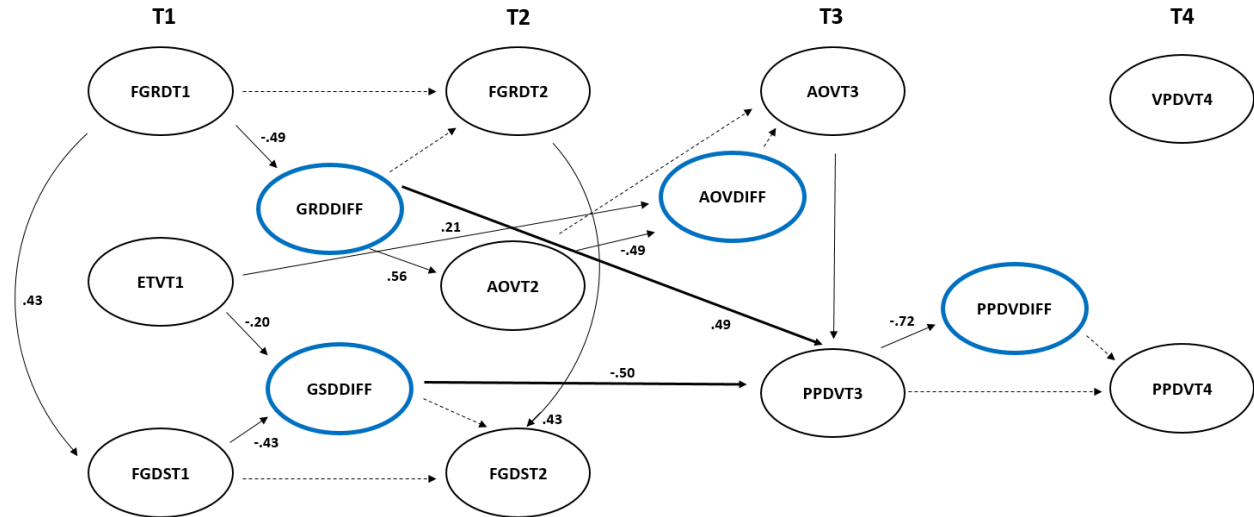 T1
T2
T3
T4
FGRDT1
FGRDT2
AOVT3
VPDVT4
-.49
GRDDIFF
AOVDIFF
.21
-.49
ETVT1
.56
AOVT2
.43
-.20
.49
-.72
PPDVDIFF
GSDDIFF
-.50
PPDVT3
PPDVT4
-.43
.43
FGDST1
FGDST2